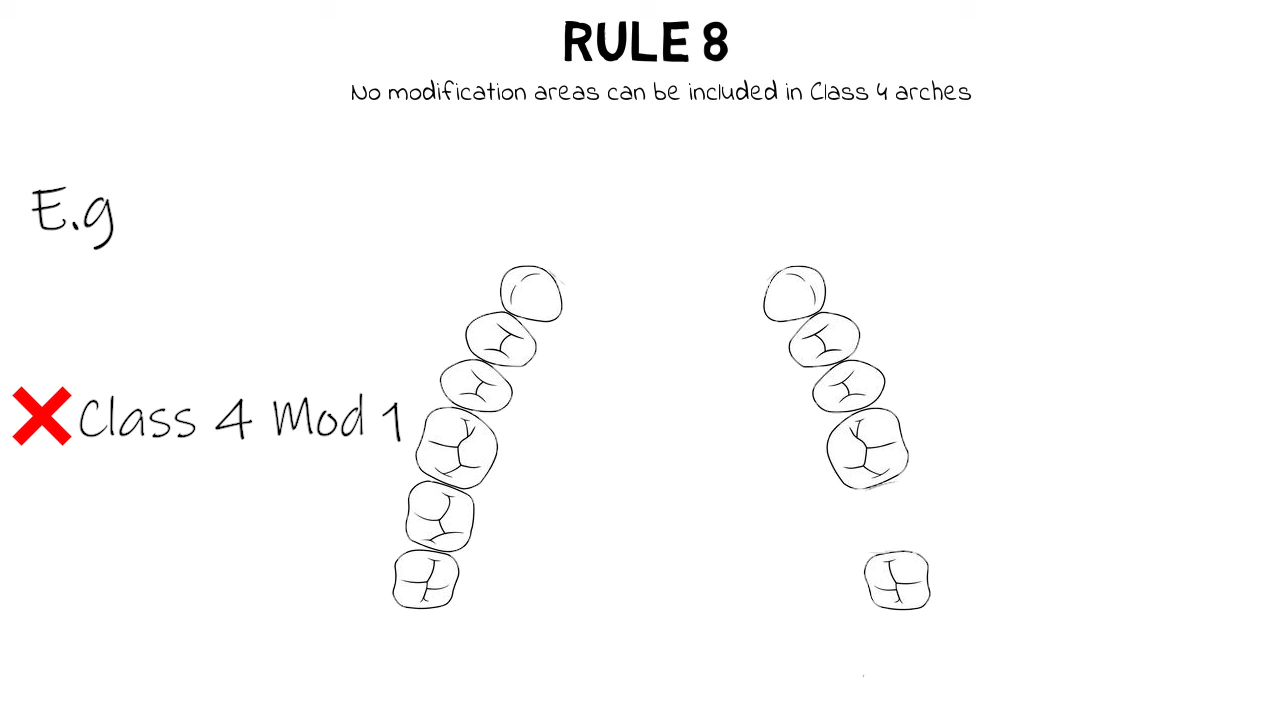 RULE 8
No modification areas can be included in Class 4 arches
E.g
Class 4 Mod 1